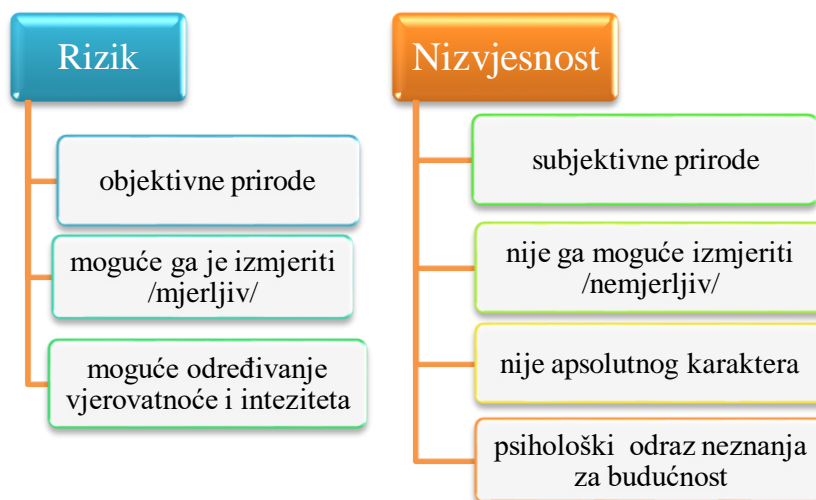 Rizik
objektivne prirode
moguće ga je izmjeriti
/mjerljiv/
moguće određivanje
vjerovatnoće i inteziteta
Nizvjesnost
subjektivne prirode
nije ga moguće izmjeriti
/nemjerljiv/
nije apsolutnog karaktera
psihološki odraz neznanja
za budućnost